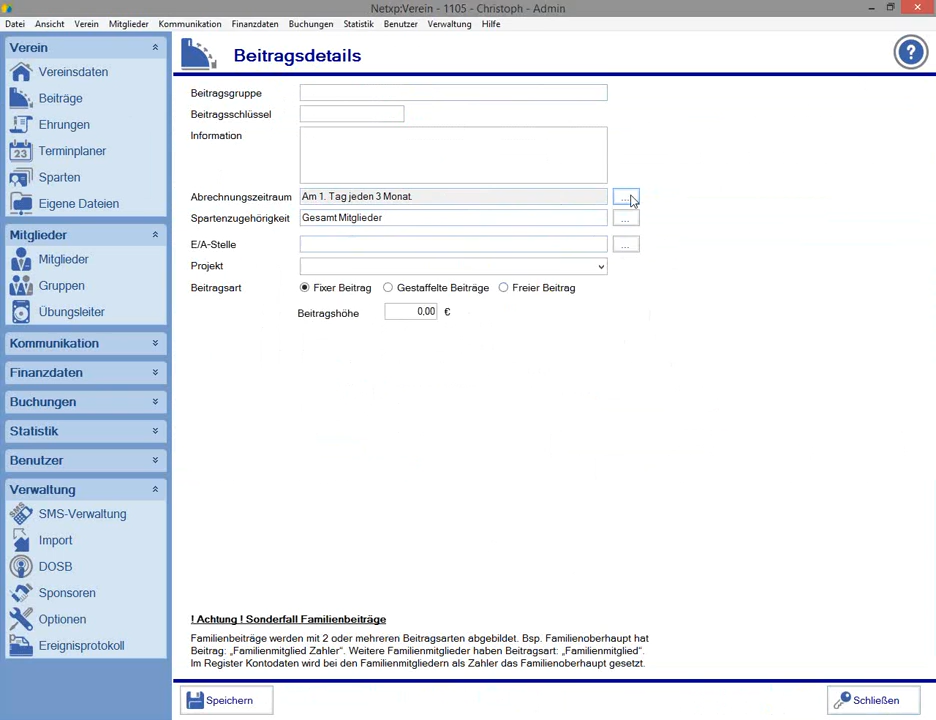 Netxp:Verein - 1105 - Christoph - Admin
Datei Ansicht Verein Mitglieder Kommunikation Finanzdaten Buchungen Statistik Benutzer Verwaltung Hilfe
Verein
Vereinsdaten
Beiträge
Ehrungen
23 Terminplaner
Sparten
Eigene Dateien
Mitglieder
Mitglieder
Gruppen
Übungsleiter
Kommunikation
Finanzdaten
Buchungen
Statistik
Benutzer
Verwaltung
SMS SMS-Verwaltung
Import
DOSB
Sponsoren
Optionen
Ereignisprotokoll
Beitragsdetails ?
Beitragsgruppe
Beitragsschlüssel
Information
Abrechnungszeitraum Am 1. Tag jeden 3 Monat. ...
Spartenzugehörigkeit Gesamt Mitglieder ...
E/A-Stelle ...
Projekt
Beitragsart Fixer Beitrag Gestaffelte Beiträge Freier Beitrag
Beitragshöhe 0,00 €
! Achtung ! Sonderfall Familienbeiträge
Familienbeiträge werden mit 2 oder mehreren Beitragsarten abgebildet. Bsp. Familienoberhaupt hat
Beitrag: „Familienmitglied Zahler“. Weitere Familienmitglieder haben Beitragsart: „Familienmitglied“.
Im Register Kontodaten wird bei den Familienmitgliedern als Zahler das Familienoberhaupt gesetzt.
Speichern Schließen